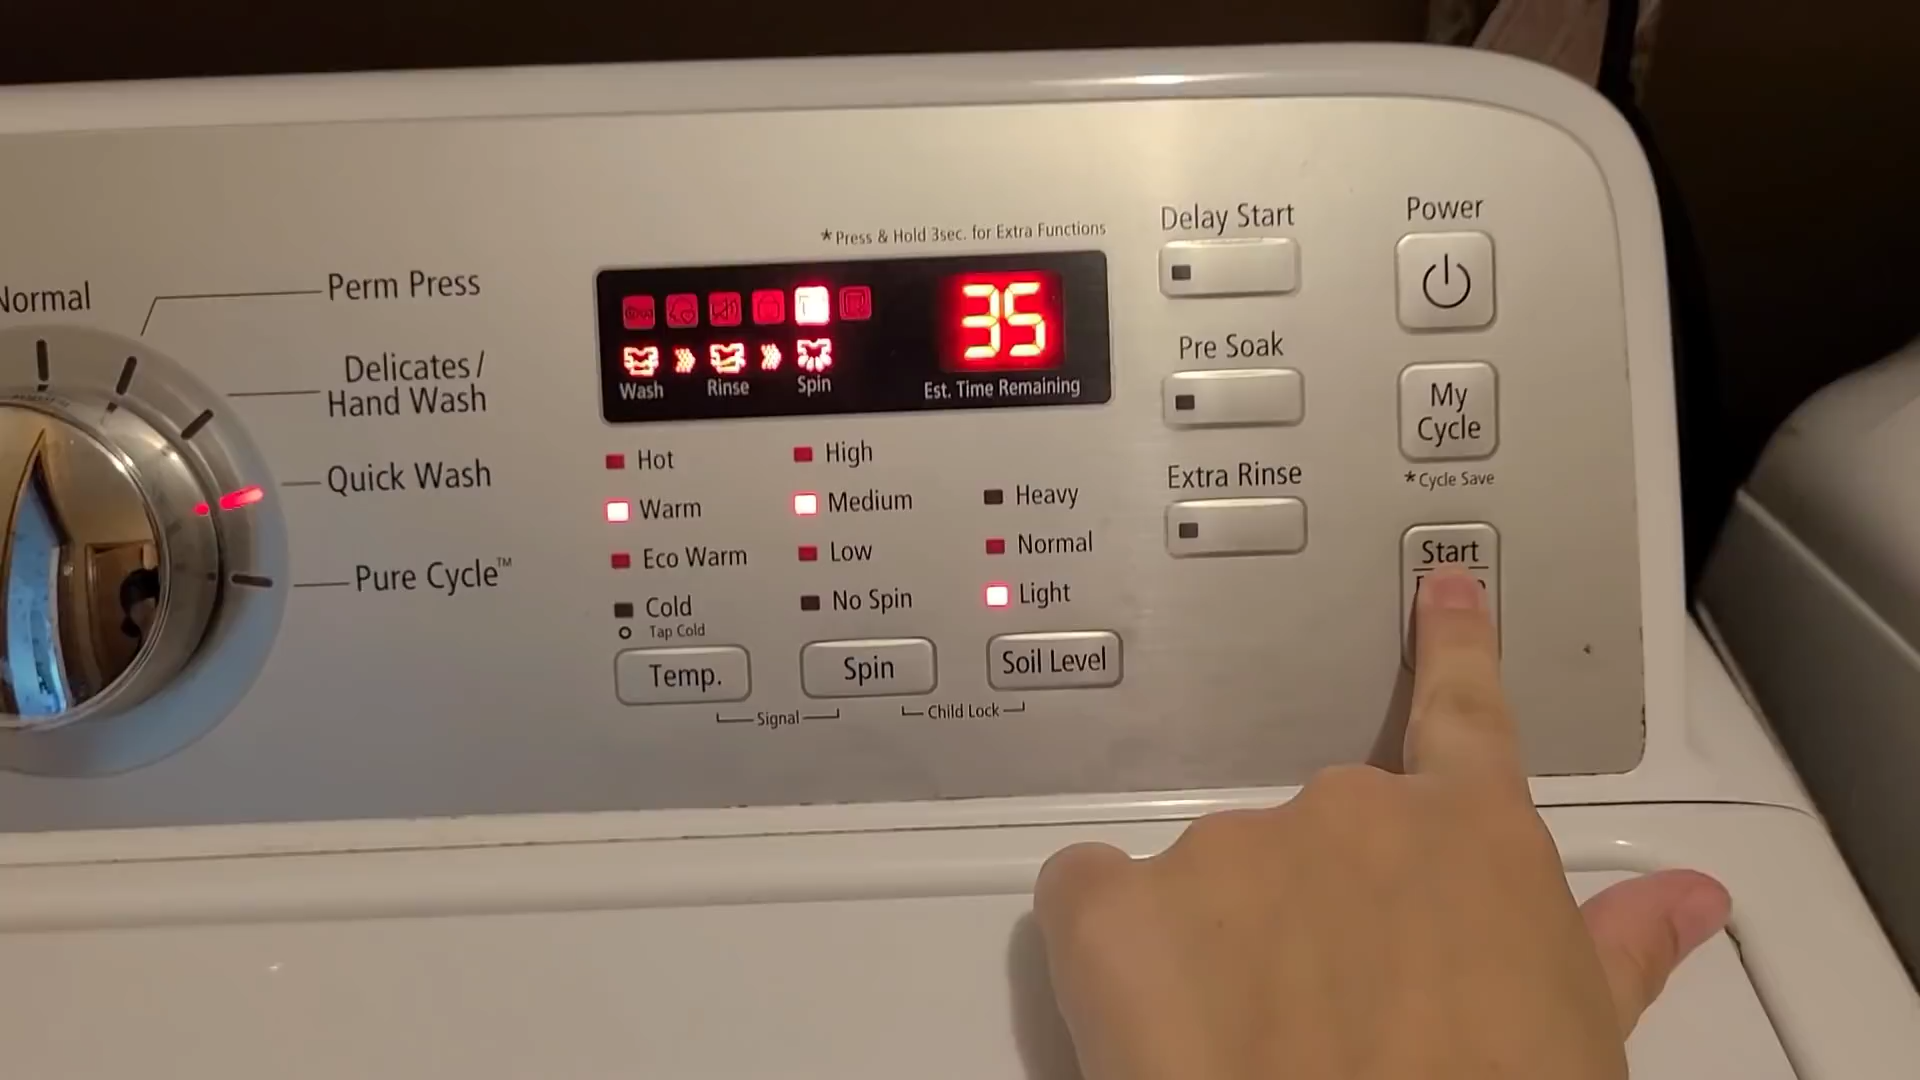 Normal
Perm Press
Delicates/
Hand Wash
Quick Wash
Pure Cycle™
*Press & Hold 3sec. for Extra Functions
35
Wash
Rinse
Spin
Est. Time Remaining
Hot
Warm
Eco Warm
Cold
Tap Cold
Temp.
High
Medium
Low
No Spin
Spin
Heavy
Normal
Light
Soil Level
Signal
Child Lock
Delay Start
Pre Soak
Extra Rinse
Power
My
Cycle
*Cycle Save
Start